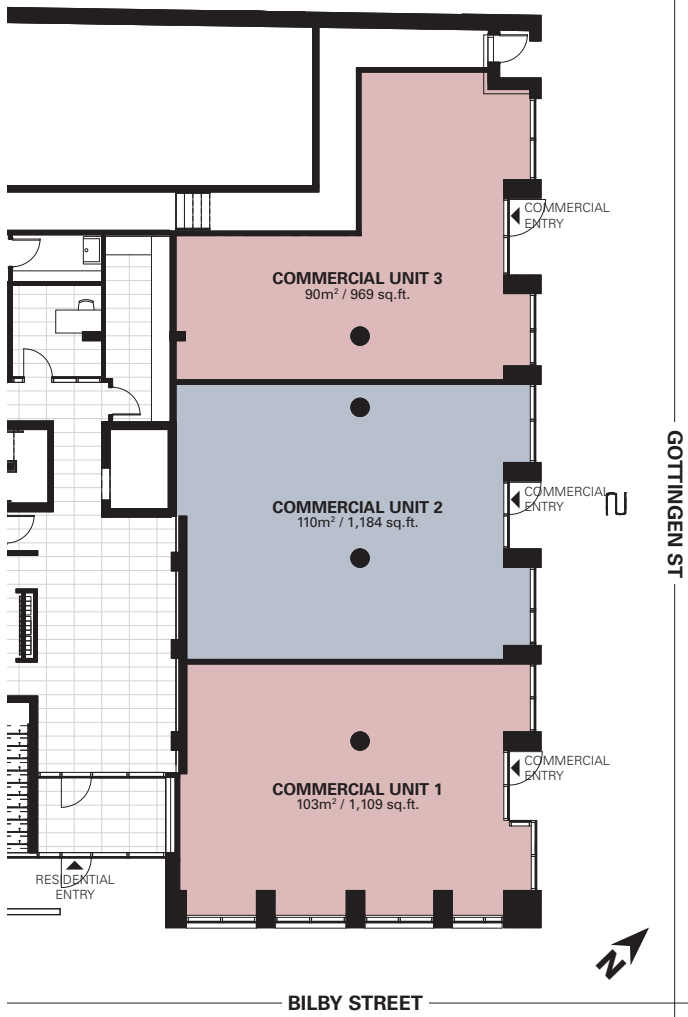 COMMERCIAL
ENTRY
COMMERCIAL UNIT 3
90m² / 969 sq.ft.
COMMERCIAL UNIT 2
110m² / 1,184 sq.ft.
COMMERCIAL
ENTRY
GOTTINGEN ST
COMMERCIAL
ENTRY
COMMERCIAL UNIT 1
103m² / 1,109 sq.ft.
RESIDENTIAL
ENTRY
N
BILBY STREET